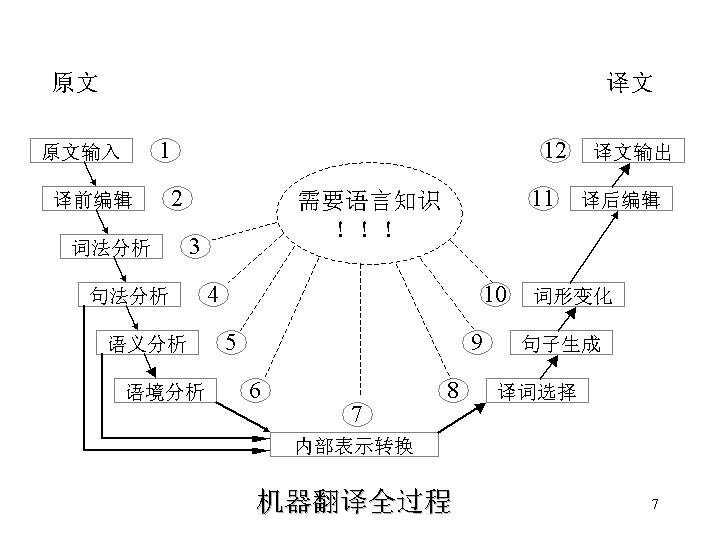 原文
译文
原文输入
1
12
译文输出
译前编辑
2
需要语言知识
！！！
11
译后编辑
词法分析
3
句法分析
4
10
词形变化
语义分析
5
9
句子生成
语境分析
6
7
8
译词选择
内部表示转换
机器翻译全过程
7